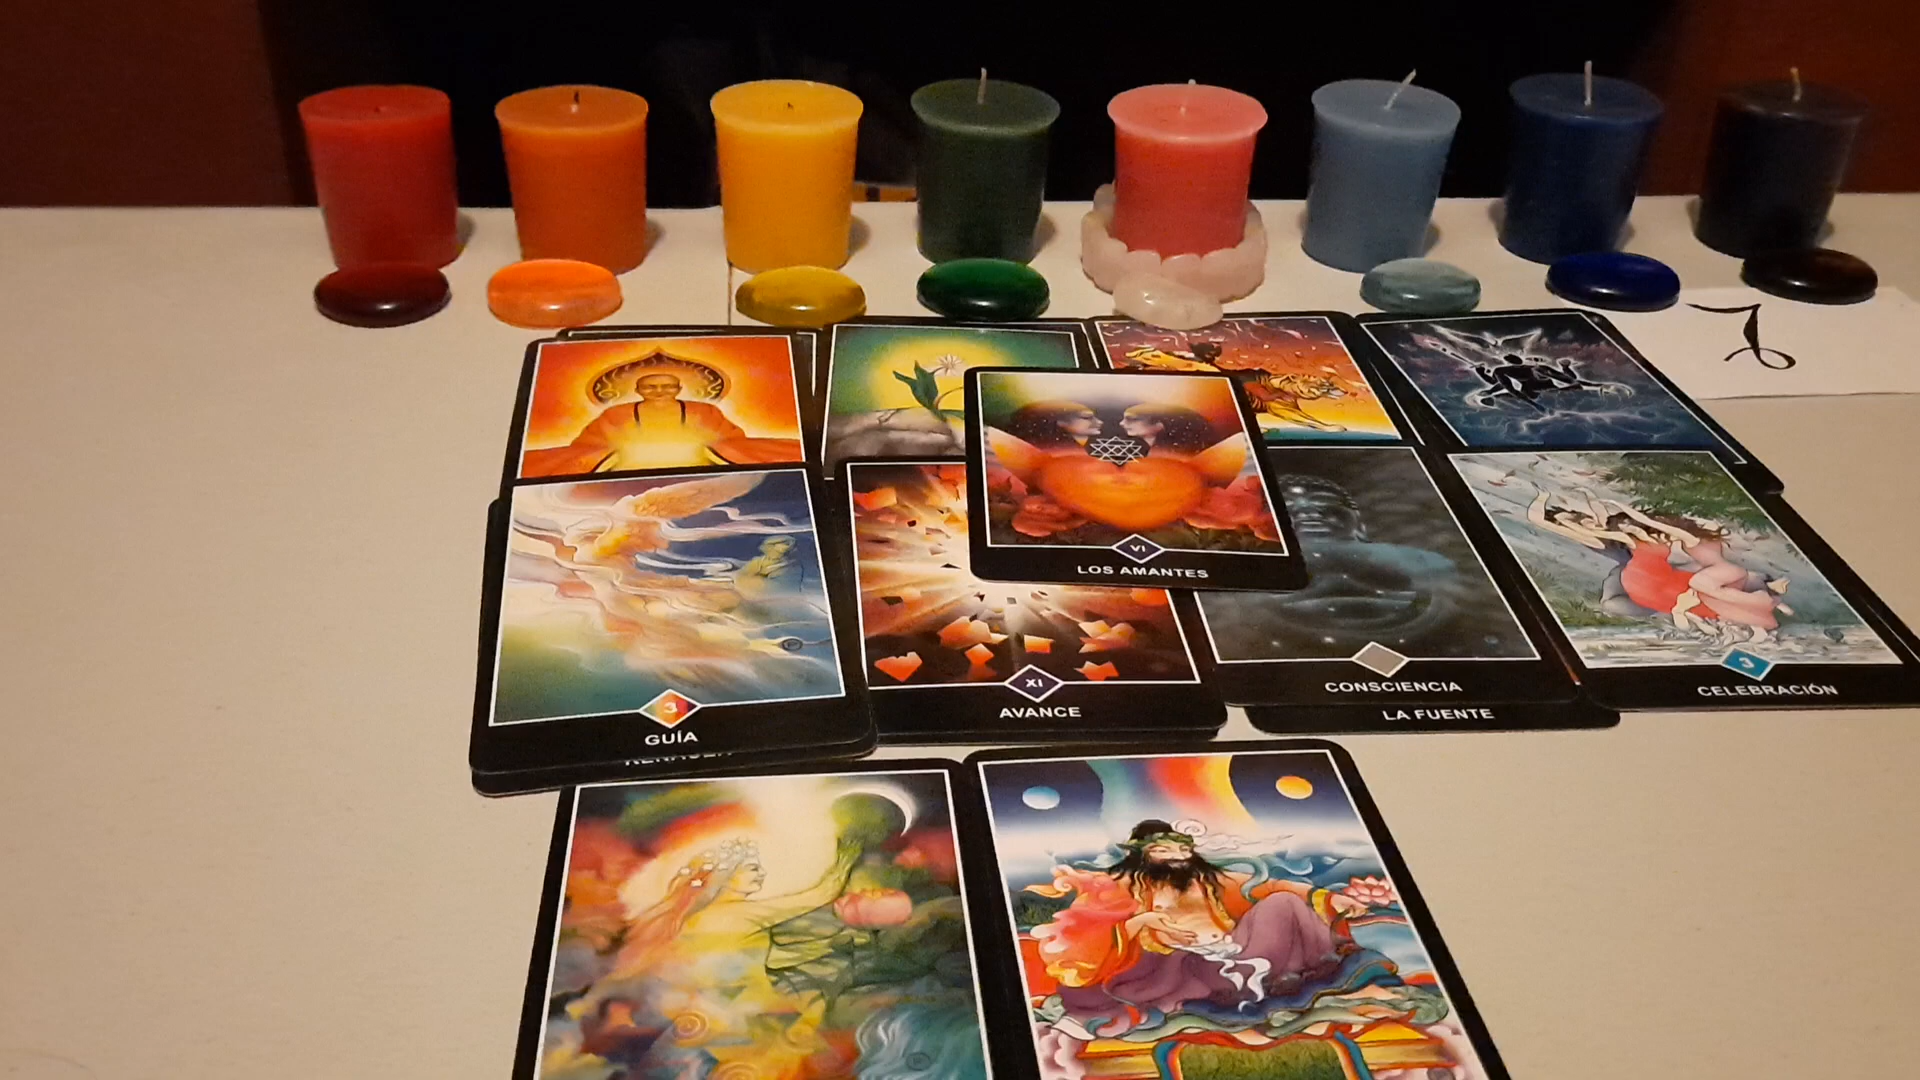 VI
LOS AMANTES
XI
AVANCE
CONSCIENCIA
LA FUENTE
3
CELEBRACIÓN
3
GUÍA